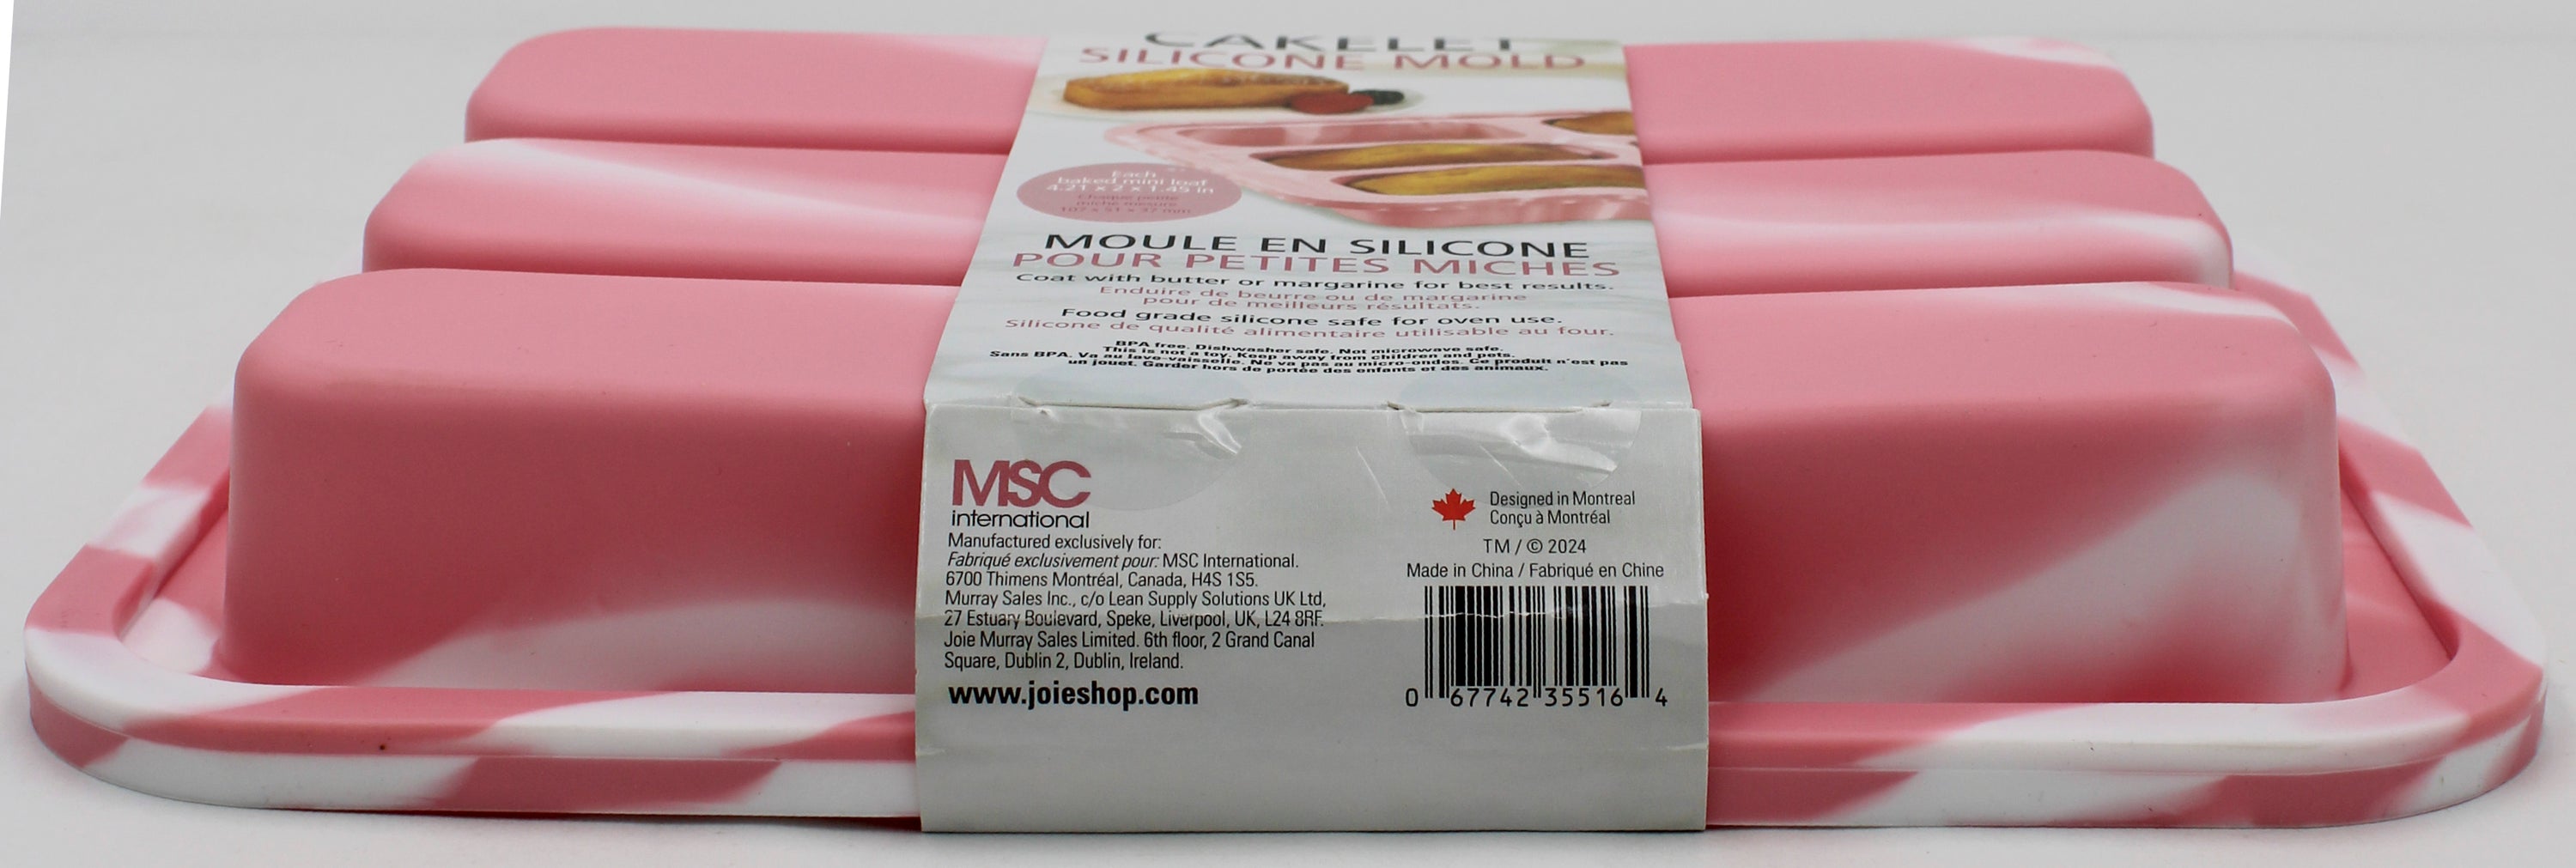 CAKELET
SILICONE MOLD
Each
baked mini loaf
4.21 x 2 x 1.45 in
Chaque petite
miche mesure
107 x 51 x 37 mm
MOULE EN SILICONE
POUR PETITES MICHES
Coat with butter or margarine for best results.
Enduire de beurre ou de margarine
pour de meilleurs résultats.
Food grade silicone safe for oven use.
Silicone de qualité alimentaire utilisable au four.
BPA free. Dishwasher safe. Not microwave safe.
This is not a toy. Keep away from children and pets.
Sans BPA. Va au lave-vaisselle. Ne va pas au micro-ondes. Ce produit n'est pas
un jouet. Garder hors de portée des enfants et des animaux.
MSC
international
Manufactured exclusively for:
Fabriqué exclusivement pour: MSC International.
6700 Thimens Montréal, Canada, H4S 1S5.
Murray Sales Inc., c/o Lean Supply Solutions UK Ltd,
27 Estuary Boulevard, Speke, Liverpool, UK, L24 8RF.
Joie Murray Sales Limited. 6th floor, 2 Grand Canal
Square, Dublin 2, Dublin, Ireland.
www.joieshop.com
Designed in Montreal
Conçu à Montréal
TM / © 2024
Made in China / Fabriqué en Chine
0 67742 35516 4